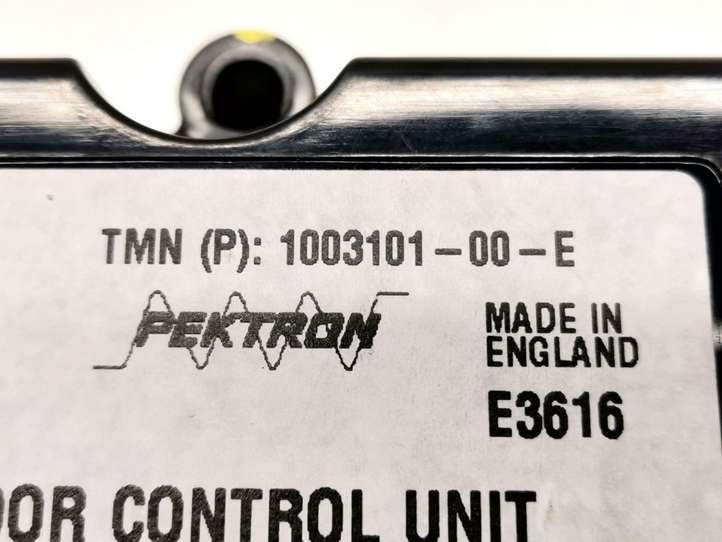 TMN (P): 1003101-00-E
PEKTRON
MADE IN
ENGLAND
E3616
CONTROL UNIT